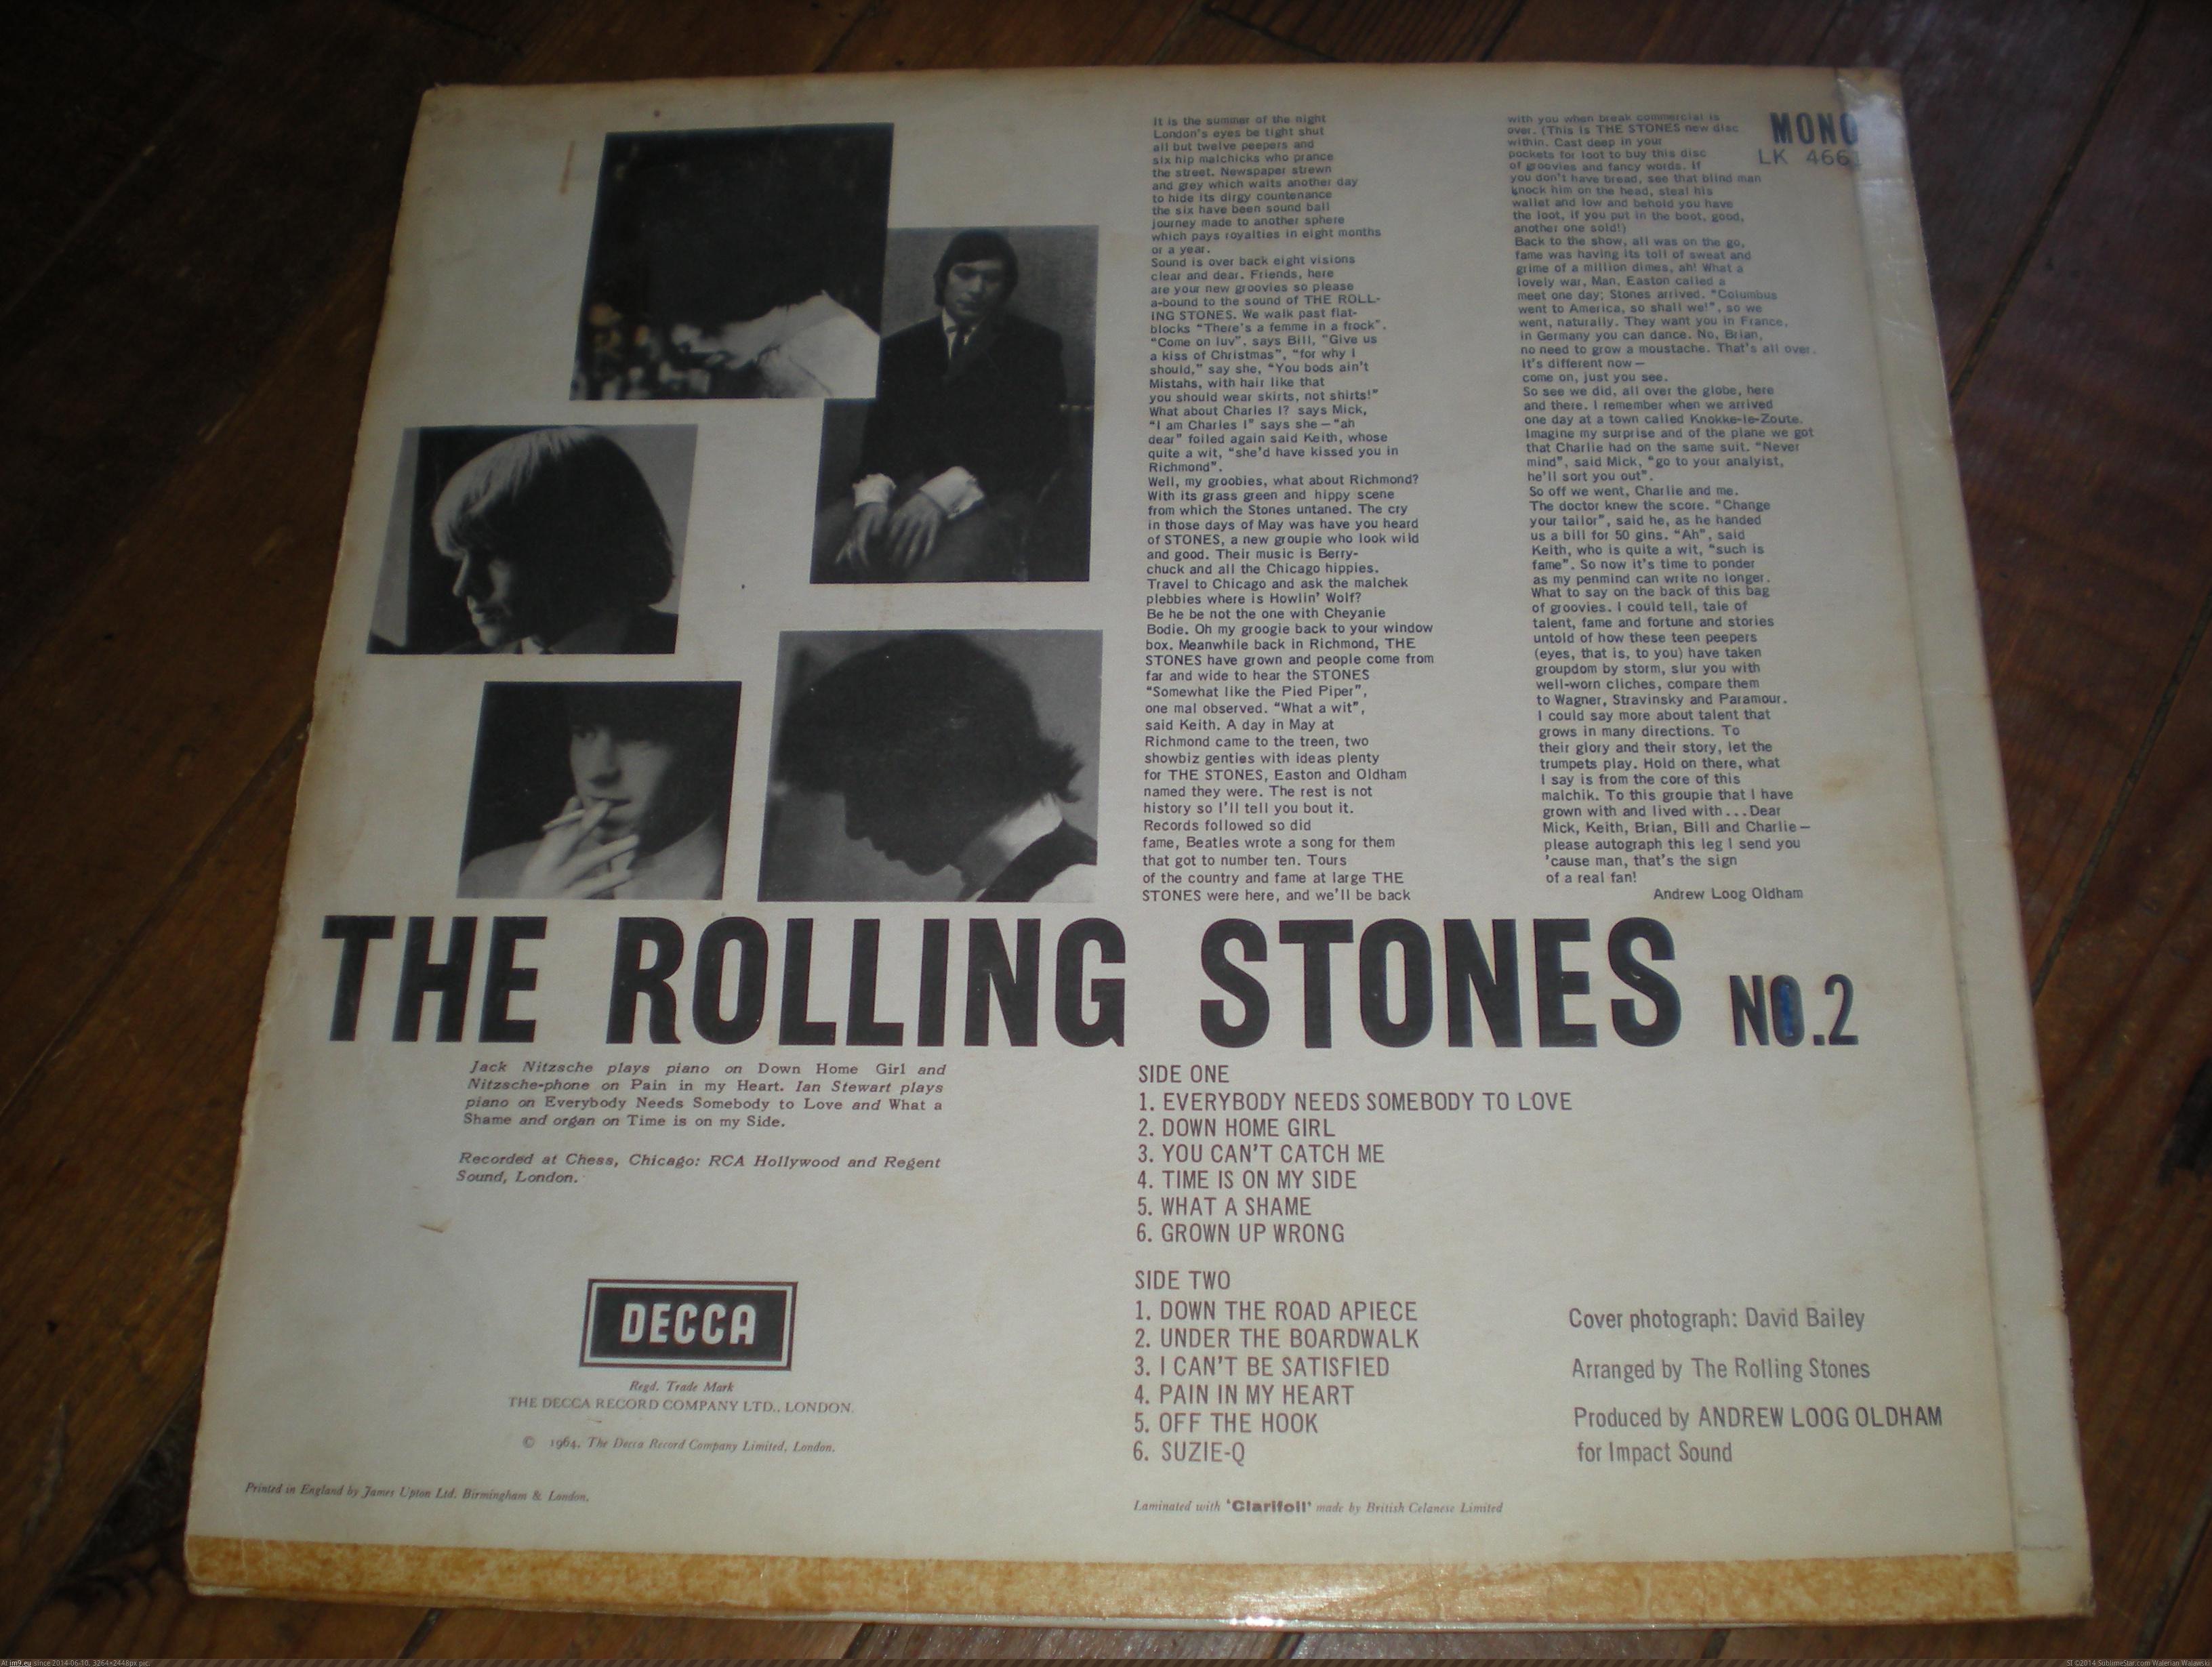 It is the summer of the night
London's eyes be tight shut
all but twelve peepers and
six hip malchicks who prance
the street. Newspaper strewn
and grey which waits another day
to hide its dirgy countenance
the six have been sound ball
journey made to another sphere
which pays royalties in eight months
or a year.
Sound is over back eight visions
clear and dear. Friends, here
are your new groovies so please
a-bound to the sound of THE ROLL-
ING STONES. We walk past flat-
blocks "There's a femme in a frock".
"Come on luv", says Bill, "Give us
a kiss of Christmas", "for why I
should," say she, "You bods ain't
Mistahs, with hair like that
you should wear skirts, not shirts!"
What about Charles I? says Mick,
"I am Charles I" says she—"ah
dear" foiled again said Keith, whose
quite a wit, "she'd have kissed you in
Richmond".
Well, my groobies, what about Richmond?
With its grass green and hippy scene
from which the Stones untaned. The cry
in those days of May was have you heard
of STONES, a new groupie who look wild
and good. Their music is Berry-
chuck and all the Chicago hippies.
Travel to Chicago and ask the malchek
plebbies where is Howlin' Wolf?
Be he be not the one with Cheyanie
Bodie. Oh my groogie back to your window
box. Meanwhile back in Richmond, THE
STONES have grown and people come from
far and wide to hear the STONES
"Somewhat like the Pied Piper",
one mal observed. "What a wit",
said Keith. A day in May at
Richmond came to the treen, two
showbiz genties with ideas plenty
for THE STONES, Easton and Oldham
named they were. The rest is not
history so I'll tell you bout it.
Records followed so did
fame, Beatles wrote a song for them
that got to number ten. Tours
of the country and fame at large THE
STONES were here, and we'll be back
with you when break commercial is
over. (This is THE STONES new disc
within. Cast deep in your
pockets for loot to buy this disc
of groovies and fancy words. If
you don't have bread, see that blind man
knock him on the head, steal his
wallet and low and behold you have
the loot, if you put in the boot, good,
another one sold!)
Back to the show, all was on the go,
fame was having its toll of sweat and
grime of a million dimes, ah! What a
lovely war, Man, Easton called a
meet one day; Stones arrived. "Columbus
went to America, so shall we!", so we
went, naturally. They want you in France,
in Germany you can dance. No, Brian,
no need to grow a moustache. That's all over.
It's different now—
come on, just you see.
So see we did, all over the globe, here
and there. I remember when we arrived
one day at a town called Knokke-le-Zoute.
Imagine my surprise and of the plane we got
that Charlie had on the same suit. "Never
mind", said Mick, "go to your analyist,
he'll sort you out".
So off we went, Charlie and me.
The doctor knew the score. "Change
your tailor", said he, as he handed
us a bill for 50 gins. "Ah", said
Keith, who is quite a wit, "such is
fame". So now it's time to ponder
as my penmind can write no longer.
What to say on the back of this bag
of groovies. I could tell, tale of
talent, fame and fortune and stories
untold of how these teen peepers
(eyes, that is, to you) have taken
groupdom by storm, slur you with
well-worn cliches, compare them
to Wagner, Stravinsky and Paramour.
I could say more about talent that
grows in many directions. To
their glory and their story, let the
trumpets play. Hold on there, what
I say is from the core of this
malchik. To this groupie that I have
grown with and lived with...Dear
Mick, Keith, Brian, Bill and Charlie—
please autograph this leg I send you
'cause man, that's the sign
of a real fan!
Andrew Loog Oldham
MONO
LK 4661
THE ROLLING STONES NO.2
Jack Nitzsche plays piano on Down Home Girl and
Nitzsche-phone on Pain in my Heart. Ian Stewart plays
piano on Everybody Needs Somebody to Love and What a
Shame and organ on Time is on my Side.
Recorded at Chess, Chicago: RCA Hollywood and Regent
Sound, London.
DECCA
Regd. Trade Mark
THE DECCA RECORD COMPANY LTD., LONDON.
© 1964. The Decca Record Company Limited, London.
Printed in England by James Upton Ltd. Birmingham & London.
SIDE ONE
1. EVERYBODY NEEDS SOMEBODY TO LOVE
2. DOWN HOME GIRL
3. YOU CAN'T CATCH ME
4. TIME IS ON MY SIDE
5. WHAT A SHAME
6. GROWN UP WRONG
SIDE TWO
1. DOWN THE ROAD APIECE
2. UNDER THE BOARDWALK
3. I CAN'T BE SATISFIED
4. PAIN IN MY HEART
5. OFF THE HOOK
6. SUZIE-Q
Cover photograph: David Bailey
Arranged by The Rolling Stones
Produced by ANDREW LOOG OLDHAM
for Impact Sound
Laminated with 'Clarifoil' made by British Celanese Limited
At im9.eu since 2014-06-10, 3264×2448px pic.
©2014 SublimeStar.com